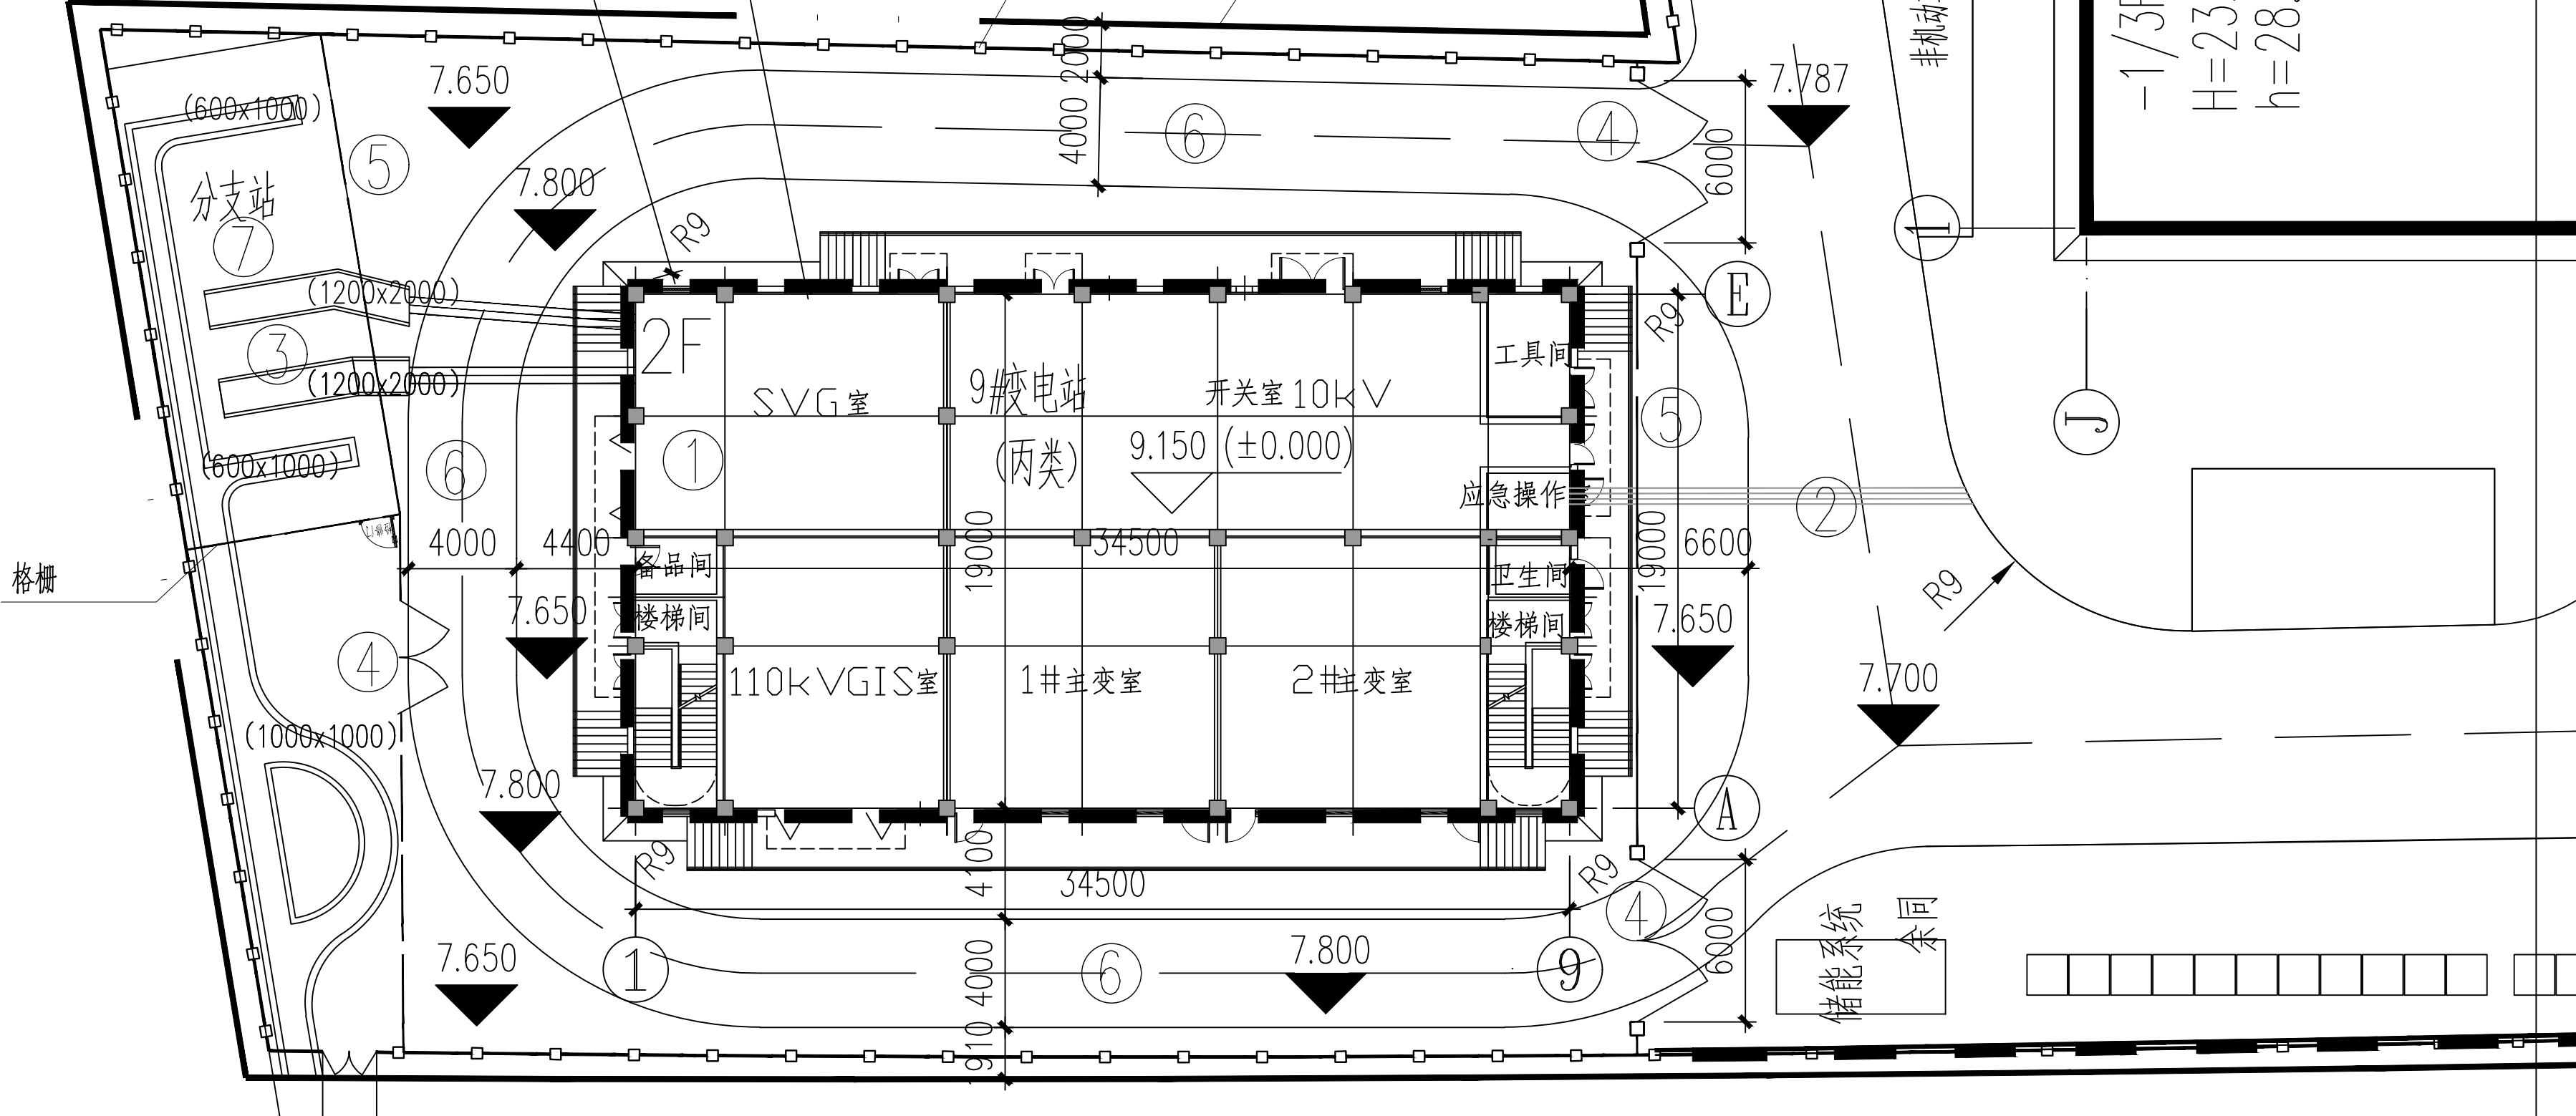 7.650
2000
4000
⑥
④
7.787
6000
非机动
-1/3
H=23.
h=28.
(600x1000)
⑤
7.800
分支站
⑦
R9
1
E
J
(1200x2000)
③
(1200x2000)
2F
SVG室
9#变电站
(丙类)
开关室10kV
9.150 (±0.000)
工具间
R9
⑤
①
(600x1000)
⑥
应急操作
②
4000
4400
19000
34500
19000
6600
格栅
备品间
卫生间
R9
7.650
楼梯间
楼梯间
7.650
④
110kVGIS室
1#主变室
2#主变室
7.700
(1000x1000)
7.800
A
R9
4100
34500
R9
④
6000
储能系统
7.650
1
4000
⑥
7.800
9
1910